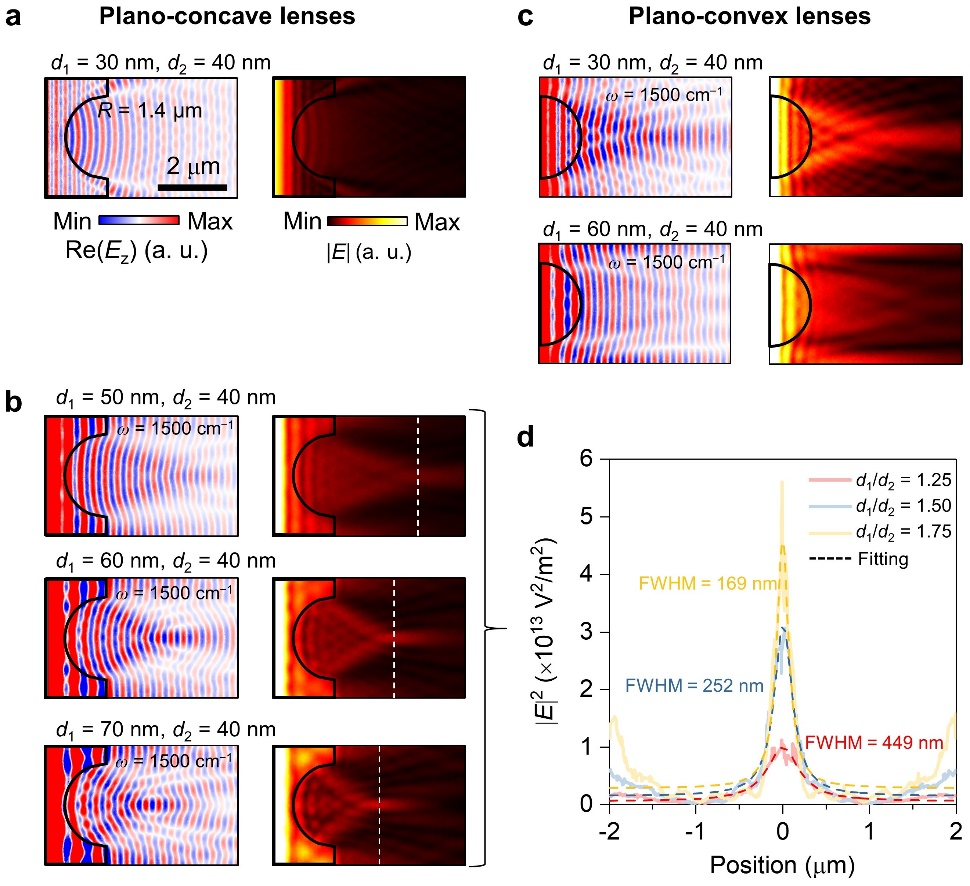 a
Plano-concave lenses
d₁ = 30 nm, d₂ = 40 nm
R = 1.4 μm
2 μm
Min Max
Re(E_z) (a. u.)
Min Max
|E| (a. u.)
b
d₁ = 50 nm, d₂ = 40 nm
ω = 1500 cm⁻¹
d₁ = 60 nm, d₂ = 40 nm
ω = 1500 cm⁻¹
d₁ = 70 nm, d₂ = 40 nm
ω = 1500 cm⁻¹
c
Plano-convex lenses
d₁ = 30 nm, d₂ = 40 nm
ω = 1500 cm⁻¹
d₁ = 60 nm, d₂ = 40 nm
ω = 1500 cm⁻¹
d
|E|² (×10¹³ V²/m²)
6
5
4
3
2
1
0
d₁/d₂ = 1.25
d₁/d₂ = 1.50
d₁/d₂ = 1.75
Fitting
FWHM = 169 nm
FWHM = 252 nm
FWHM = 449 nm
-2 -1 0 1 2
Position (μm)